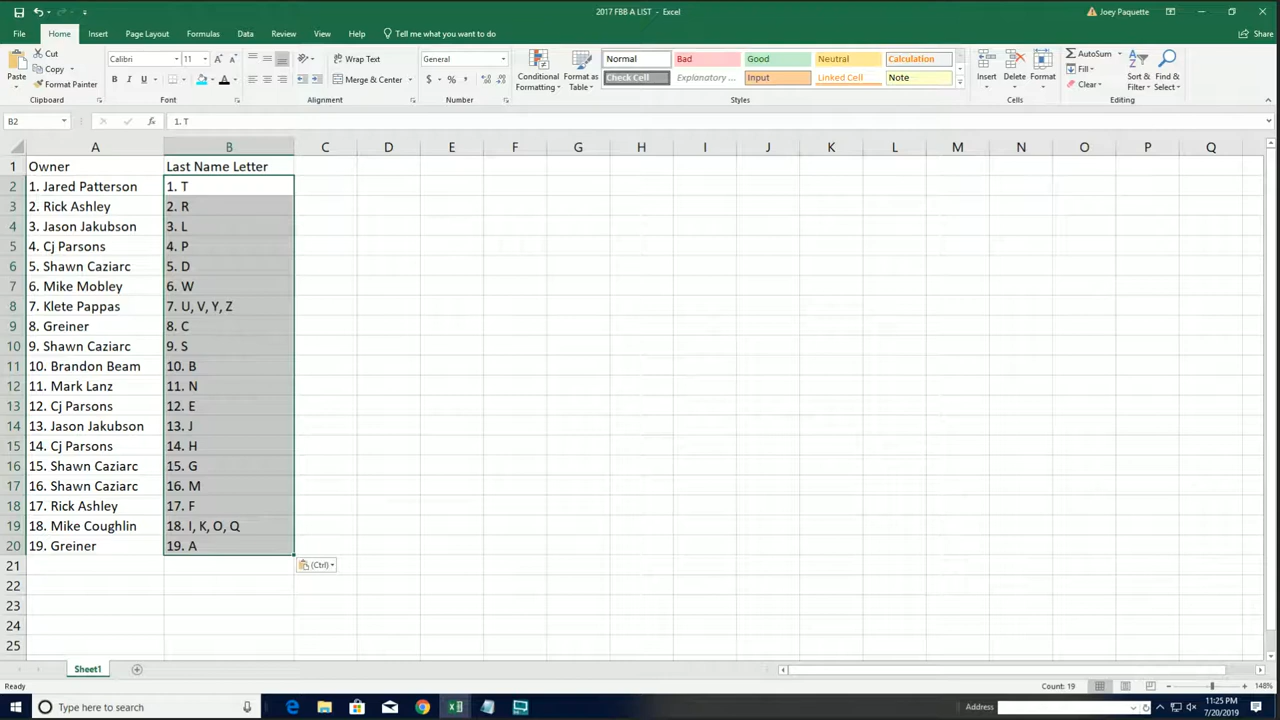 2017 FBB A LIST - Excel
Joey Paquette
File Home Insert Page Layout Formulas Data Review View Help Tell me what you want to do Share
Paste Cut Copy Format Painter Clipboard
Calibri 11 B I U A Font
Wrap Text Merge & Center Alignment
General $ % Number
Conditional Formatting Format as Table
Normal Bad Good Neutral Calculation
Check Cell Explanatory ... Input Linked Cell Note
Styles
Insert Delete Format Cells
AutoSum Fill Clear Sort & Filter Find & Select Editing
B2 fx 1. T
A B C D E F G H I J K L M N O P Q
1 Owner Last Name Letter
2 1. Jared Patterson 1. T
3 2. Rick Ashley 2. R
4 3. Jason Jakubson 3. L
5 4. Cj Parsons 4. P
6 5. Shawn Caziarc 5. D
7 6. Mike Mobley 6. W
8 7. Klete Pappas 7. U, V, Y, Z
9 8. Greiner 8. C
10 9. Shawn Caziarc 9. S
11 10. Brandon Beam 10. B
12 11. Mark Lanz 11. N
13 12. Cj Parsons 12. E
14 13. Jason Jakubson 13. J
15 14. Cj Parsons 14. H
16 15. Shawn Caziarc 15. G
17 16. Shawn Caziarc 16. M
18 17. Rick Ashley 17. F
19 18. Mike Coughlin 18. I, K, O, Q
20 19. Greiner 19. A
21 (Ctrl)
22
23
24
25
Sheet1
Ready Count: 19 148%
Type here to search Address 11:25 PM
7/20/2019